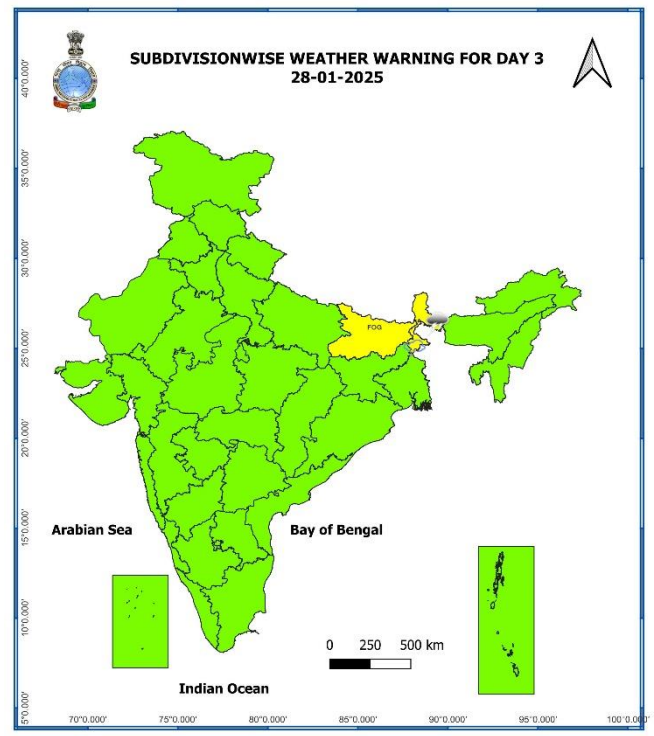 SUBDIVISIONWISE WEATHER WARNING FOR DAY 3
28-01-2025
40°0.000'
35°0.000'
30°0.000'
FOG
25°0.000'
20°0.000'
15°0.000'
Arabian Sea
Bay of Bengal
10°0.000'
0 250 500 km
Indian Ocean
5°0.000'
70°0.000' 75°0.000' 80°0.000' 85°0.000' 90°0.000' 95°0.000' 100°0.000'